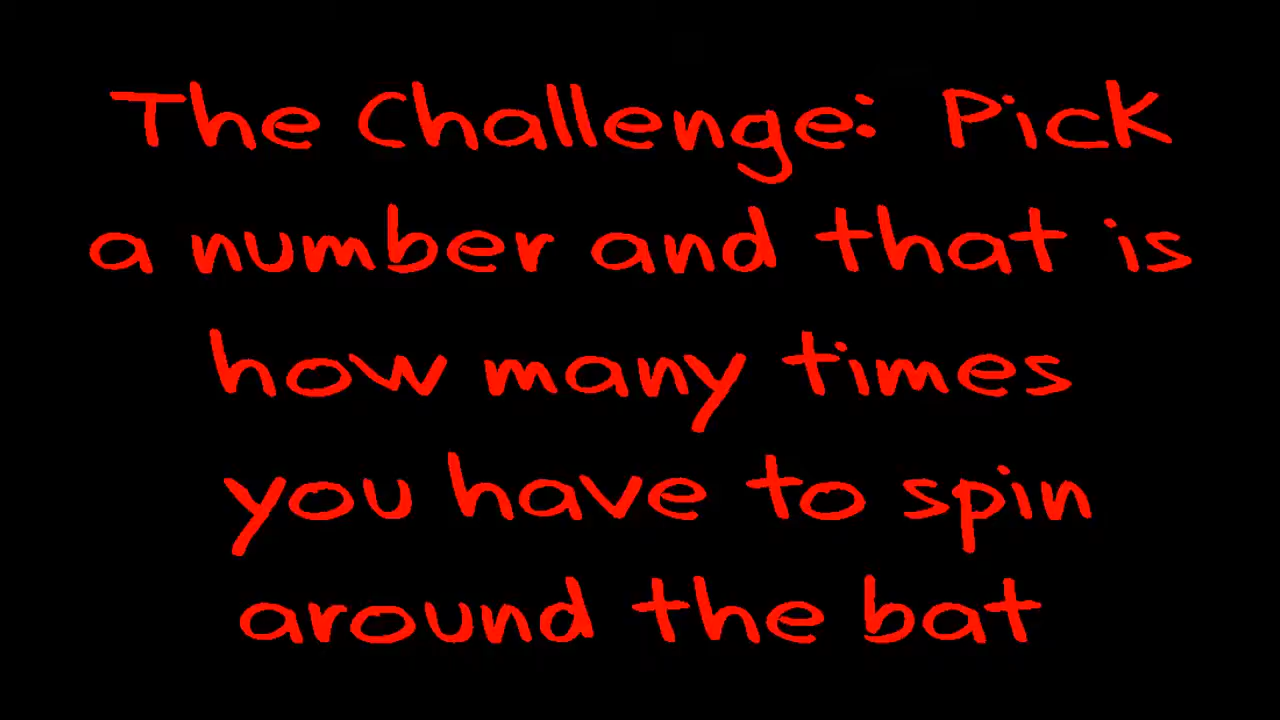 The Challenge: Pick
a number and that is
how many times
you have to spin
around the bat